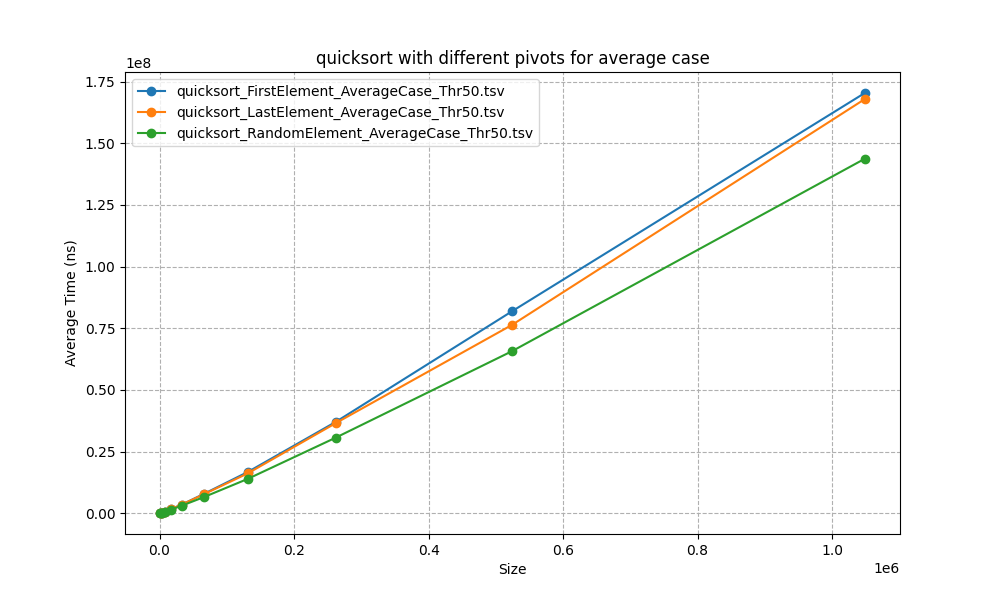 quicksort with different pivots for average case
1e8
1.75
1.50
1.25
1.00
0.75
0.50
0.25
0.00
Average Time (ns)
quicksort_FirstElement_AverageCase_Thr50.tsv
quicksort_LastElement_AverageCase_Thr50.tsv
quicksort_RandomElement_AverageCase_Thr50.tsv
0.0 0.2 0.4 0.6 0.8 1.0
Size
1e6